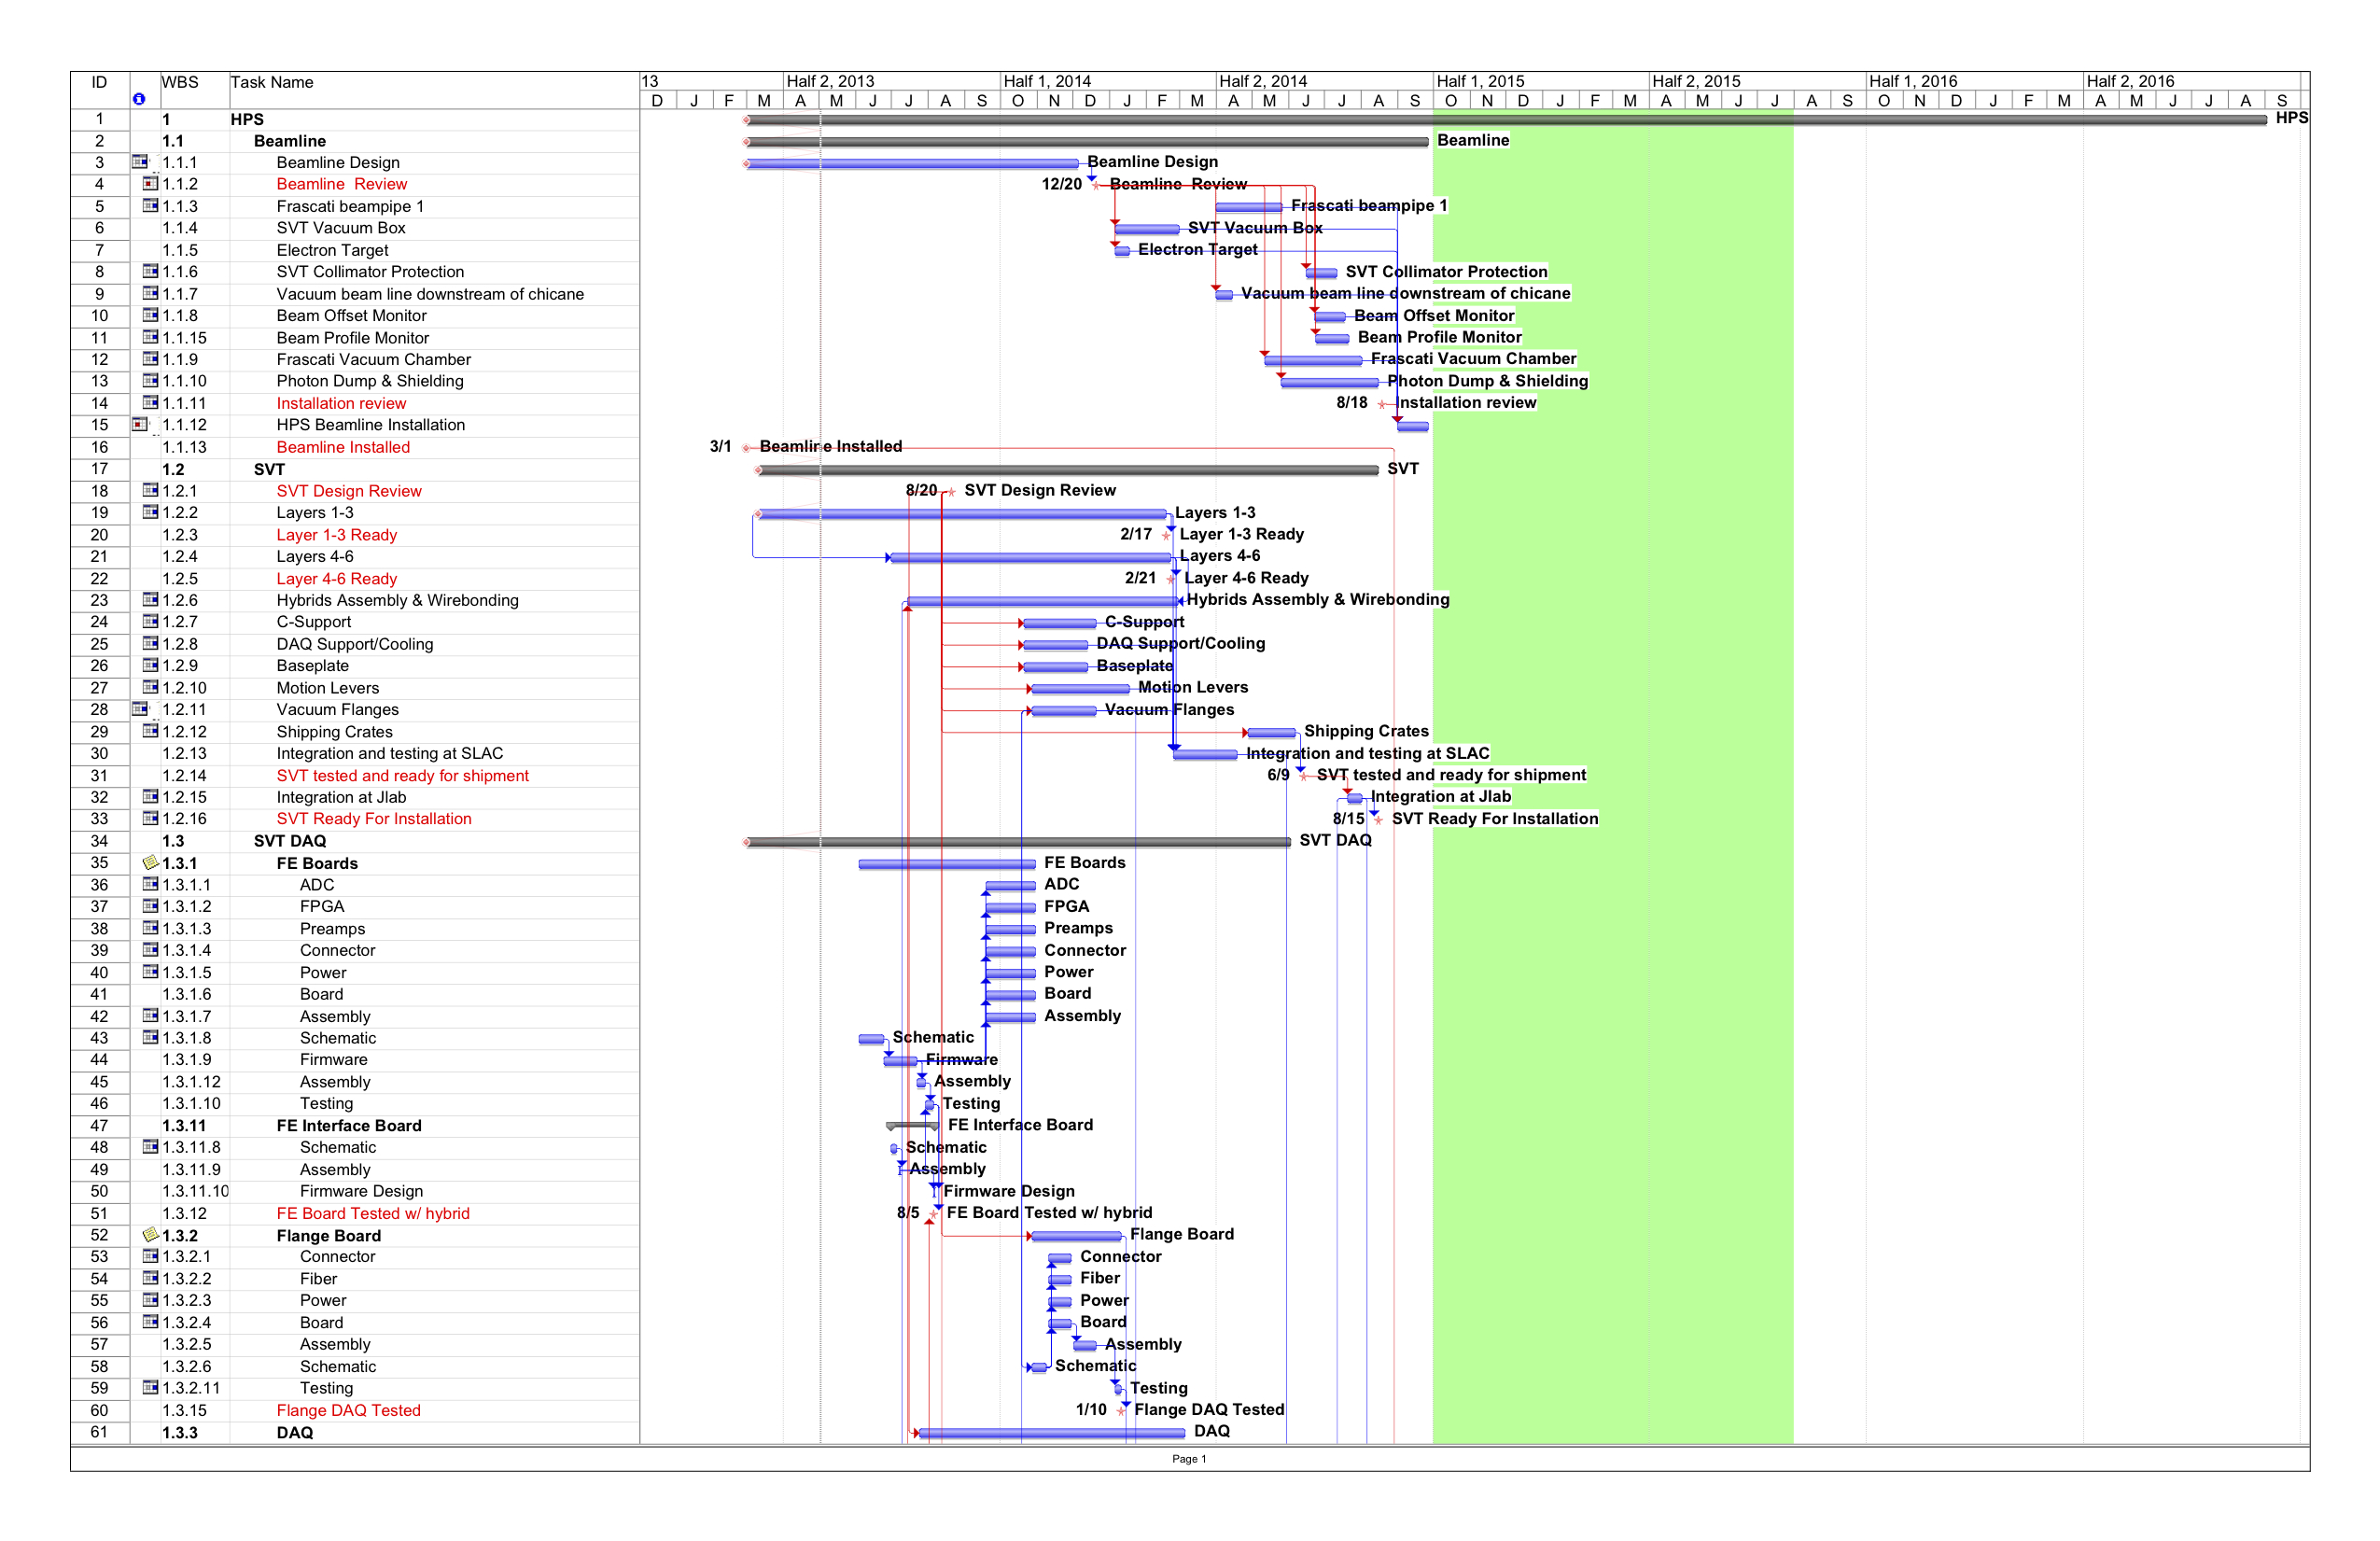 ID WBS Task Name 13 Half 2, 2013 Half 1, 2014 Half 2, 2014 Half 1, 2015 Half 2, 2015 Half 1, 2016 Half 2, 2016
D J F M A M J J A S O N D J F M A M J J A S O N D J F M A M J J A S O N D J F M A M J J A S
1 1 HPS HPS
2 1.1 Beamline Beamline
3 1.1.1 Beamline Design Beamline Design
4 1.1.2 Beamline Review 12/20 Beamline Review
5 1.1.3 Frascati beampipe 1 Frascati beampipe 1
6 1.1.4 SVT Vacuum Box SVT Vacuum Box
7 1.1.5 Electron Target Electron Target
8 1.1.6 SVT Collimator Protection SVT Collimator Protection
9 1.1.7 Vacuum beam line downstream of chicane Vacuum beam line downstream of chicane
10 1.1.8 Beam Offset Monitor Beam Offset Monitor
11 1.1.15 Beam Profile Monitor Beam Profile Monitor
12 1.1.9 Frascati Vacuum Chamber Frascati Vacuum Chamber
13 1.1.10 Photon Dump & Shielding Photon Dump & Shielding
14 1.1.11 Installation review 8/18 Installation review
15 1.1.12 HPS Beamline Installation
16 1.1.13 Beamline Installed 3/1 Beamline Installed
17 1.2 SVT SVT
18 1.2.1 SVT Design Review 8/20 SVT Design Review
19 1.2.2 Layers 1-3 Layers 1-3
20 1.2.3 Layer 1-3 Ready 2/17 Layer 1-3 Ready
21 1.2.4 Layers 4-6 Layers 4-6
22 1.2.5 Layer 4-6 Ready 2/21 Layer 4-6 Ready
23 1.2.6 Hybrids Assembly & Wirebonding Hybrids Assembly & Wirebonding
24 1.2.7 C-Support C-Support
25 1.2.8 DAQ Support/Cooling DAQ Support/Cooling
26 1.2.9 Baseplate Baseplate
27 1.2.10 Motion Levers Motion Levers
28 1.2.11 Vacuum Flanges Vacuum Flanges
29 1.2.12 Shipping Crates Shipping Crates
30 1.2.13 Integration and testing at SLAC Integration and testing at SLAC
31 1.2.14 SVT tested and ready for shipment 6/9 SVT tested and ready for shipment
32 1.2.15 Integration at Jlab Integration at Jlab
33 1.2.16 SVT Ready For Installation 8/15 SVT Ready For Installation
34 1.3 SVT DAQ SVT DAQ
35 1.3.1 FE Boards FE Boards
36 1.3.1.1 ADC ADC
37 1.3.1.2 FPGA FPGA
38 1.3.1.3 Preamps Preamps
39 1.3.1.4 Connector Connector
40 1.3.1.5 Power Power
41 1.3.1.6 Board Board
42 1.3.1.7 Assembly Assembly
43 1.3.1.8 Schematic Schematic
44 1.3.1.9 Firmware Firmware
45 1.3.1.12 Assembly Assembly
46 1.3.1.10 Testing Testing
47 1.3.11 FE Interface Board FE Interface Board
48 1.3.11.8 Schematic Schematic
49 1.3.11.9 Assembly Assembly
50 1.3.11.10 Firmware Design Firmware Design
51 1.3.12 FE Board Tested w/ hybrid 8/5 FE Board Tested w/ hybrid
52 1.3.2 Flange Board Flange Board
53 1.3.2.1 Connector Connector
54 1.3.2.2 Fiber Fiber
55 1.3.2.3 Power Power
56 1.3.2.4 Board Board
57 1.3.2.5 Assembly Assembly
58 1.3.2.6 Schematic Schematic
59 1.3.2.11 Testing Testing
60 1.3.15 Flange DAQ Tested 1/10 Flange DAQ Tested
61 1.3.3 DAQ DAQ
Page 1